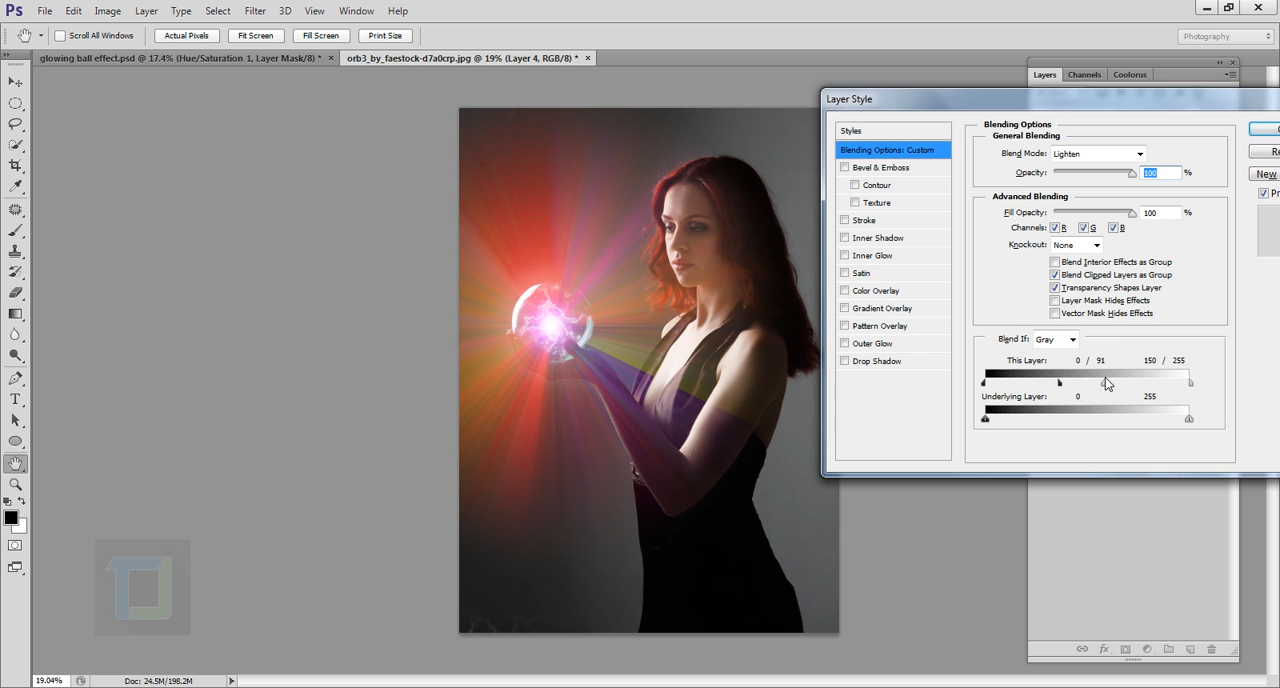 Ps File Edit Image Layer Type Select Filter 3D View Window Help
Scroll All Windows Actual Pixels Fit Screen Fill Screen Print Size Photography
glowing ball effect.psd @ 17.4% (Hue/Saturation 1, Layer Mask/8) * × orb3_by_faestock-d7a0crp.jpg @ 19% (Layer 4, RGB/8) * ×
Layers Channels Coolorus
Layer Style
Styles
Blending Options: Custom
Bevel & Emboss
Contour
Texture
Stroke
Inner Shadow
Inner Glow
Satin
Color Overlay
Gradient Overlay
Pattern Overlay
Outer Glow
Drop Shadow
Blending Options
General Blending
Blend Mode: Lighten
Opacity: 100 %
Advanced Blending
Fill Opacity: 100 %
Channels: R G B
Knockout: None
Blend Interior Effects as Group
Blend Clipped Layers as Group
Transparency Shapes Layer
Layer Mask Hides Effects
Vector Mask Hides Effects
Blend If: Gray
This Layer: 0 / 91 150 / 255
Underlying Layer: 0 255
Re
New
Pr
T
fx
19.04% Doc: 24.5M/198.2M